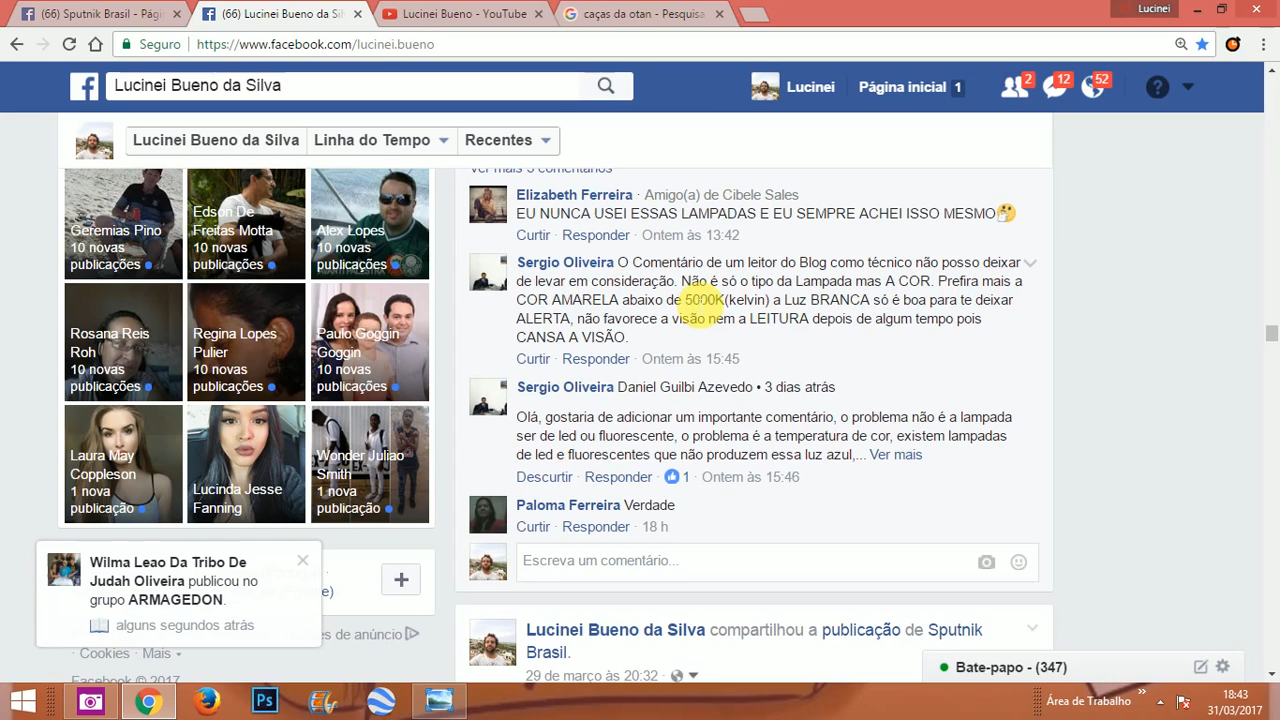 (66) Sputnik Brasil - Pági
(66) Lucinei Bueno da Sil
Lucinei Bueno - YouTube
caças da otan - Pesquisa
Lucinei
Seguro
https://www.facebook.com/lucinei.bueno
Lucinei Bueno da Silva
Lucinei
Página inicial 1
2
12
52
Lucinei Bueno da Silva
Linha do Tempo
Recentes
Ver mais 3 comentários
Geremias Pino
10 novas
publicações
Edson De
Freitas Motta
10 novas
publicações
Alex Lopes
10 novas
publicações
Rosana Reis
Roh
10 novas
publicações
Regina Lopes
Pulier
10 novas
publicações
Paulo Goggin
Goggin
10 novas
publicações
Laura May
Coppleson
1 nova
publicação
Lucinda Jesse
Fanning
Wonder Juliao
Smith
1 nova
publicação
Elizabeth Ferreira · Amigo(a) de Cibele Sales
EU NUNCA USEI ESSAS LAMPADAS E EU SEMPRE ACHEI ISSO MESMO🤔
Curtir · Responder · Ontem às 13:42
Sergio Oliveira O Comentário de um leitor do Blog como técnico não posso deixar
de levar em consideração. Não é só o tipo da Lampada mas A COR. Prefira mais a
COR AMARELA abaixo de 5000K(kelvin) a Luz BRANCA só é boa para te deixar
ALERTA, não favorece a visão nem a LEITURA depois de algum tempo pois
CANSA A VISÃO.
Curtir · Responder · Ontem às 15:45
Sergio Oliveira Daniel Guilbi Azevedo • 3 dias atrás
Olá, gostaria de adicionar um importante comentário, o problema não é a lampada
ser de led ou fluorescente, o problema é a temperatura de cor, existem lampadas
de led e fluorescentes que não produzem essa luz azul,... Ver mais
Descurtir · Responder · 1 · Ontem às 15:46
Paloma Ferreira Verdade
Curtir · Responder · 18 h
Escreva um comentário...
Wilma Leao Da Tribo De
Judah Oliveira publicou no
grupo ARMAGEDON.
alguns segundos atrás
de anúncio
· Cookies · Mais
Facebook © 2017
Lucinei Bueno da Silva compartilhou a publicação de Sputnik
Brasil.
29 de março às 20:32 ·
Bate-papo - (347)
Ps
Área de Trabalho
»
18:43
31/03/2017